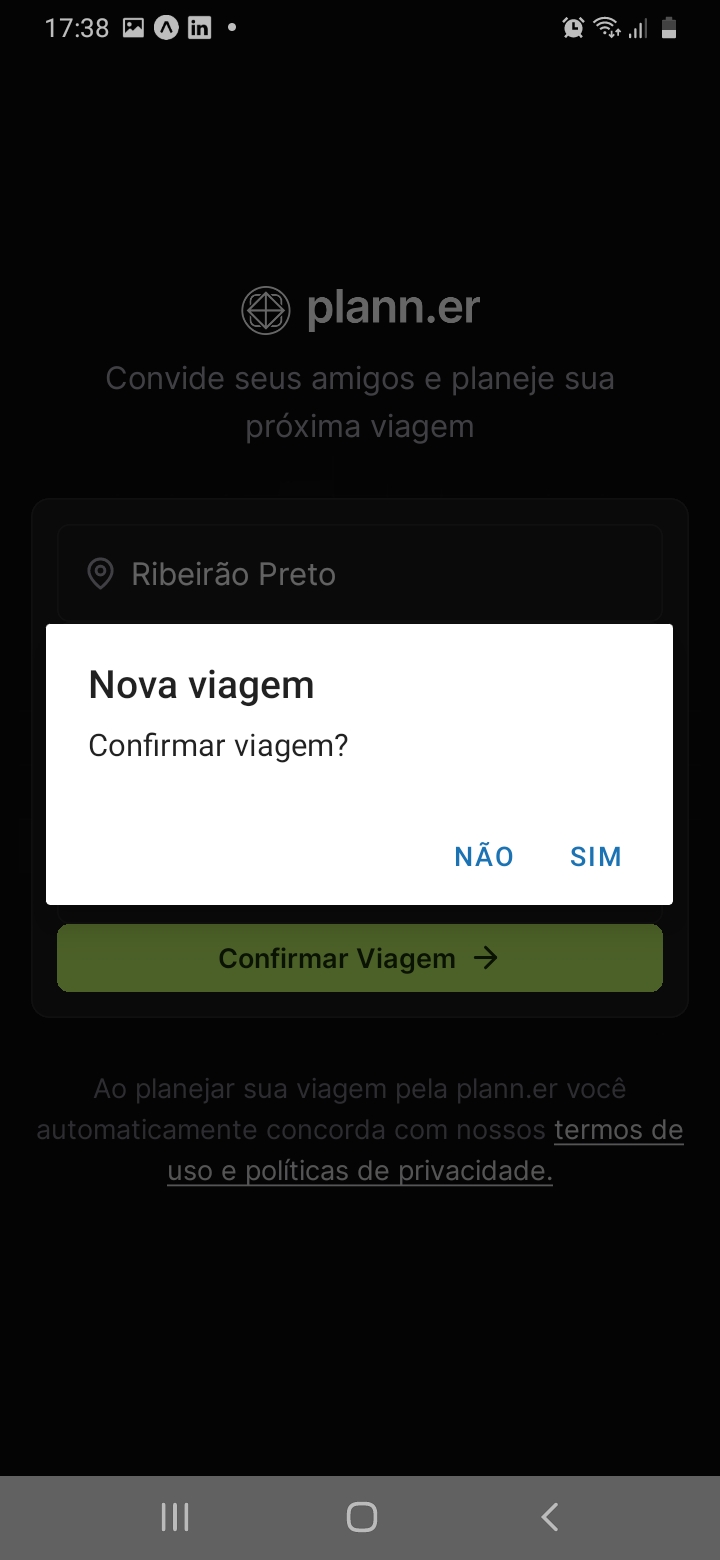 17:38
plann.er
Convide seus amigos e planeje sua
próxima viagem
Ribeirão Preto
Nova viagem
Confirmar viagem?
NÃO SIM
Confirmar Viagem
Ao planejar sua viagem pela plann.er você
automaticamente concorda com nossos termos de
uso e políticas de privacidade.